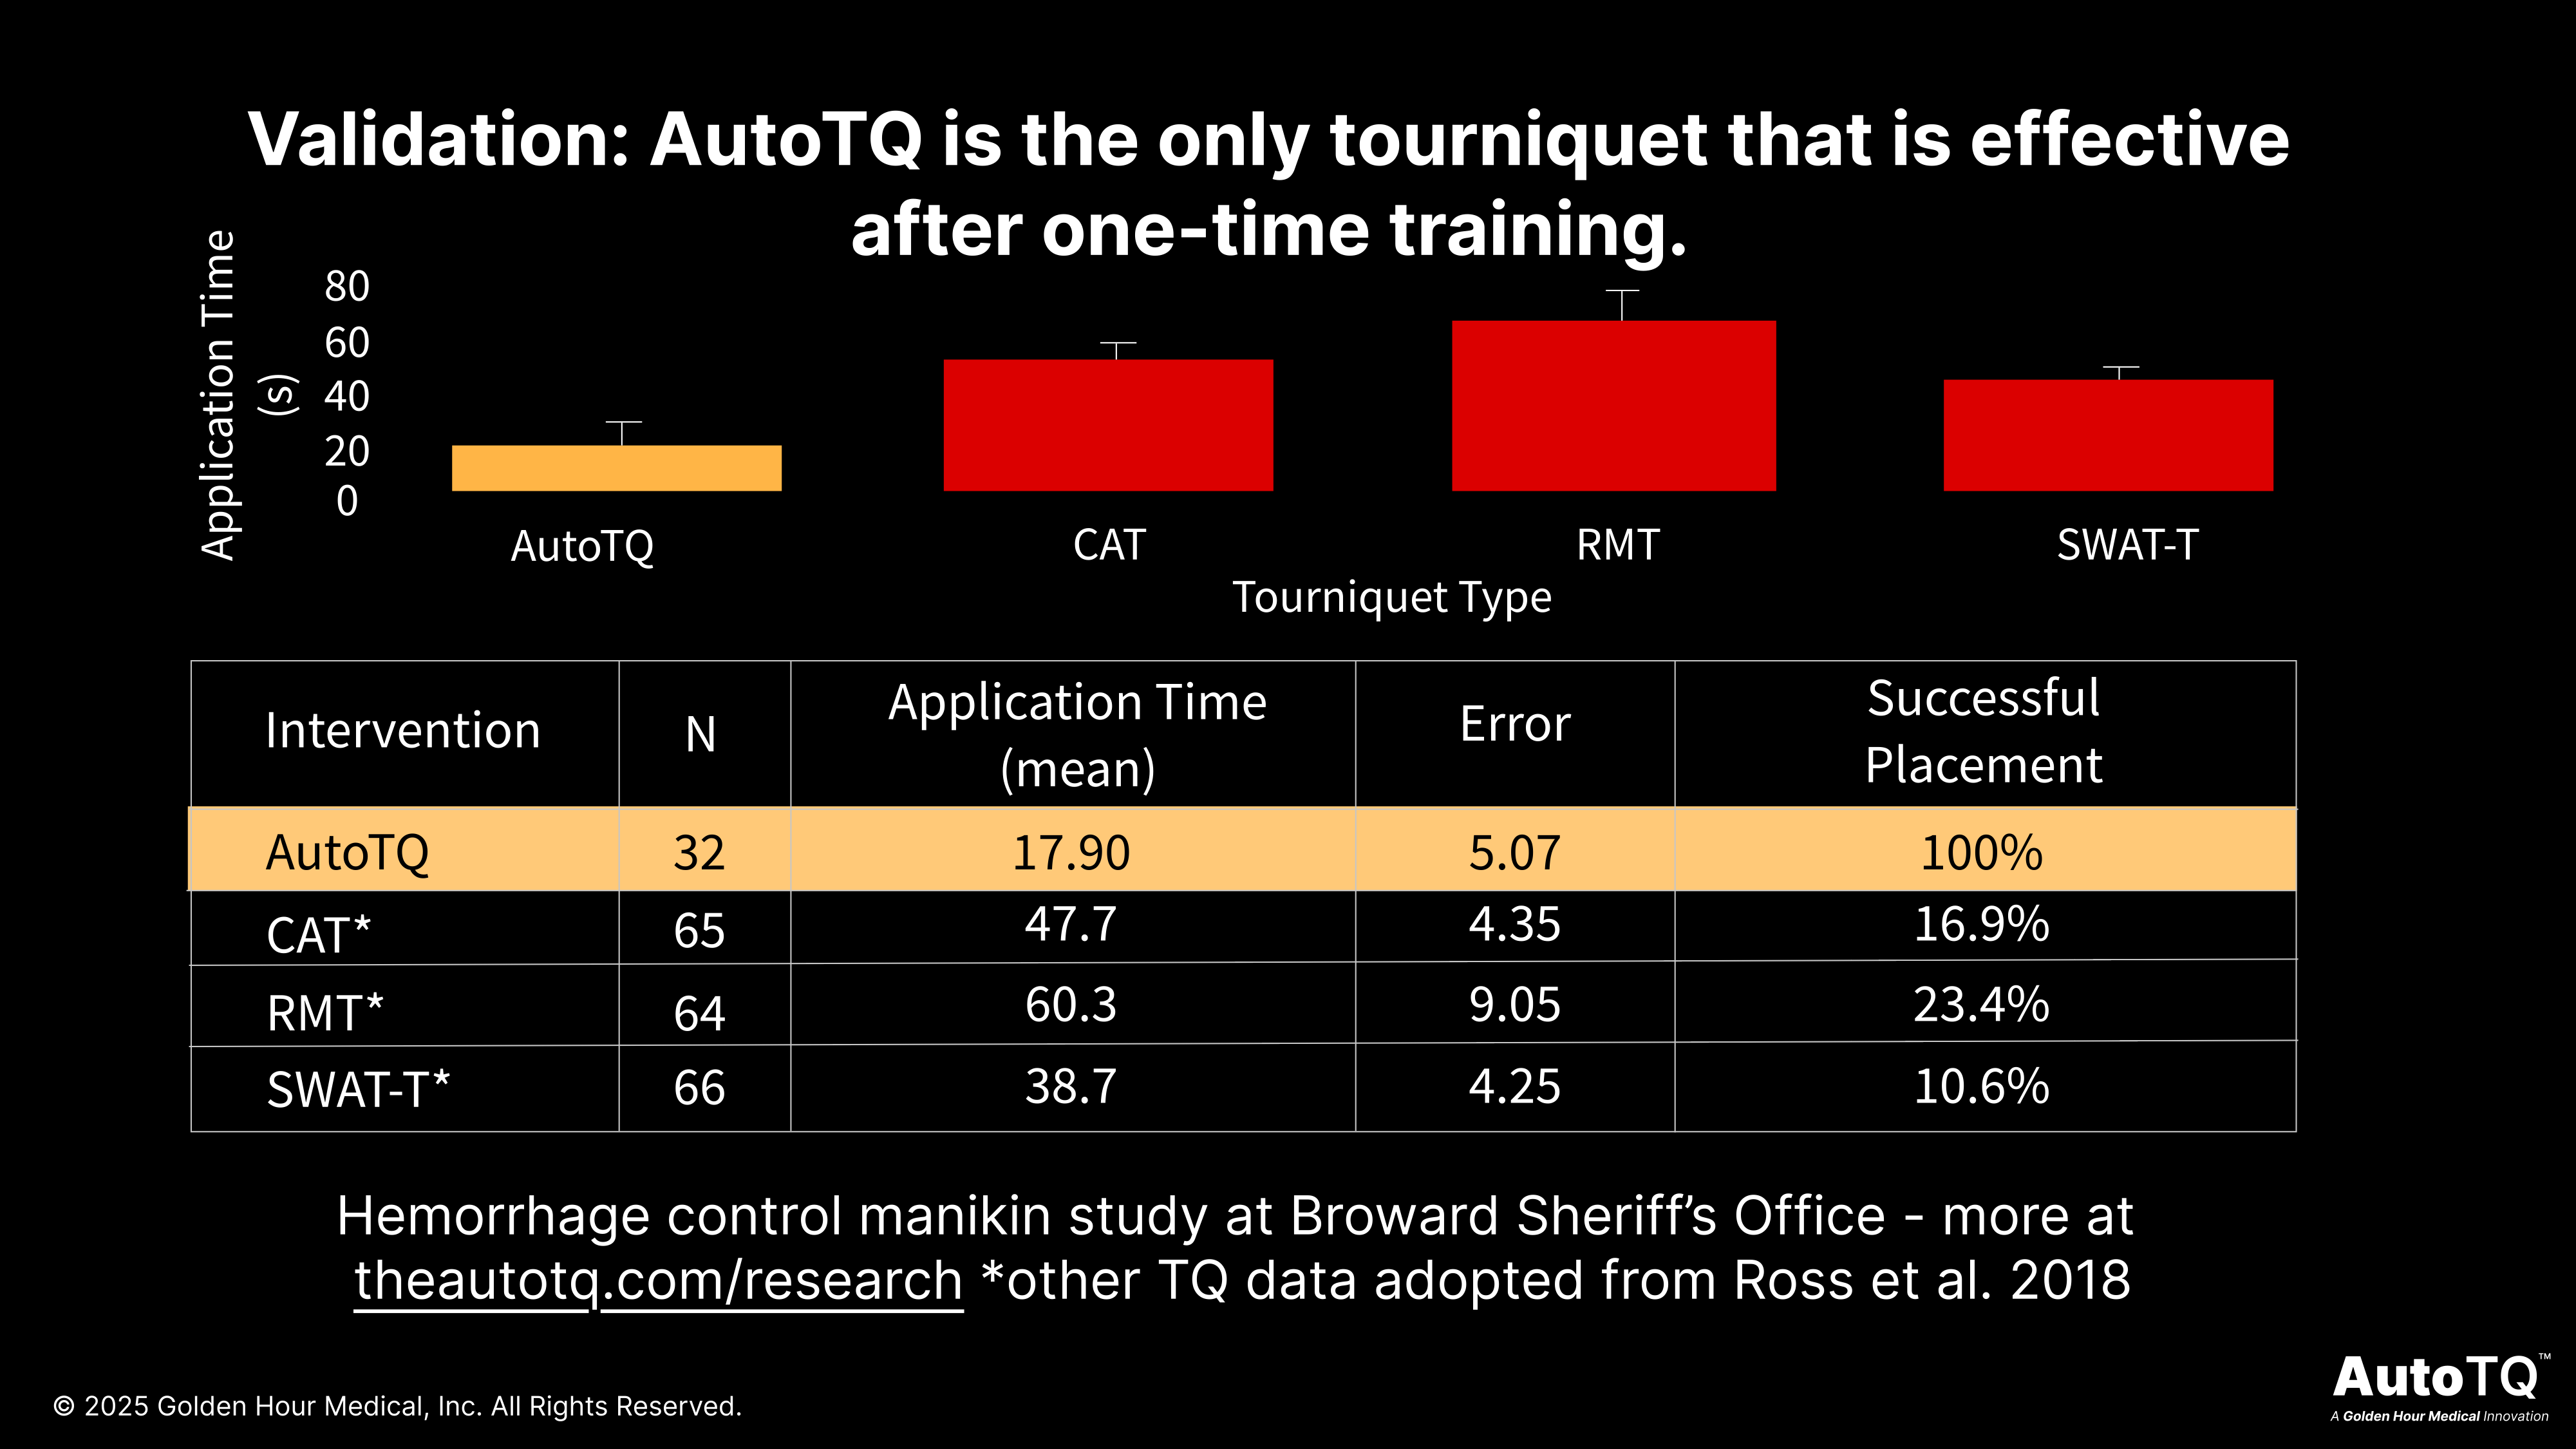 Validation: AutoTQ is the only tourniquet that is effective
after one-time training.
Application Time
(s)
80
60
40
20
0
AutoTQ
CAT
RMT
SWAT-T
Tourniquet Type
Intervention N Application Time (mean) Error Successful Placement
AutoTQ 32 17.90 5.07 100%
CAT* 65 47.7 4.35 16.9%
RMT* 64 60.3 9.05 23.4%
SWAT-T* 66 38.7 4.25 10.6%
Hemorrhage control manikin study at Broward Sheriff’s Office - more at
theautotq.com/research *other TQ data adopted from Ross et al. 2018
© 2025 Golden Hour Medical, Inc. All Rights Reserved.
AutoTQ™
A Golden Hour Medical Innovation